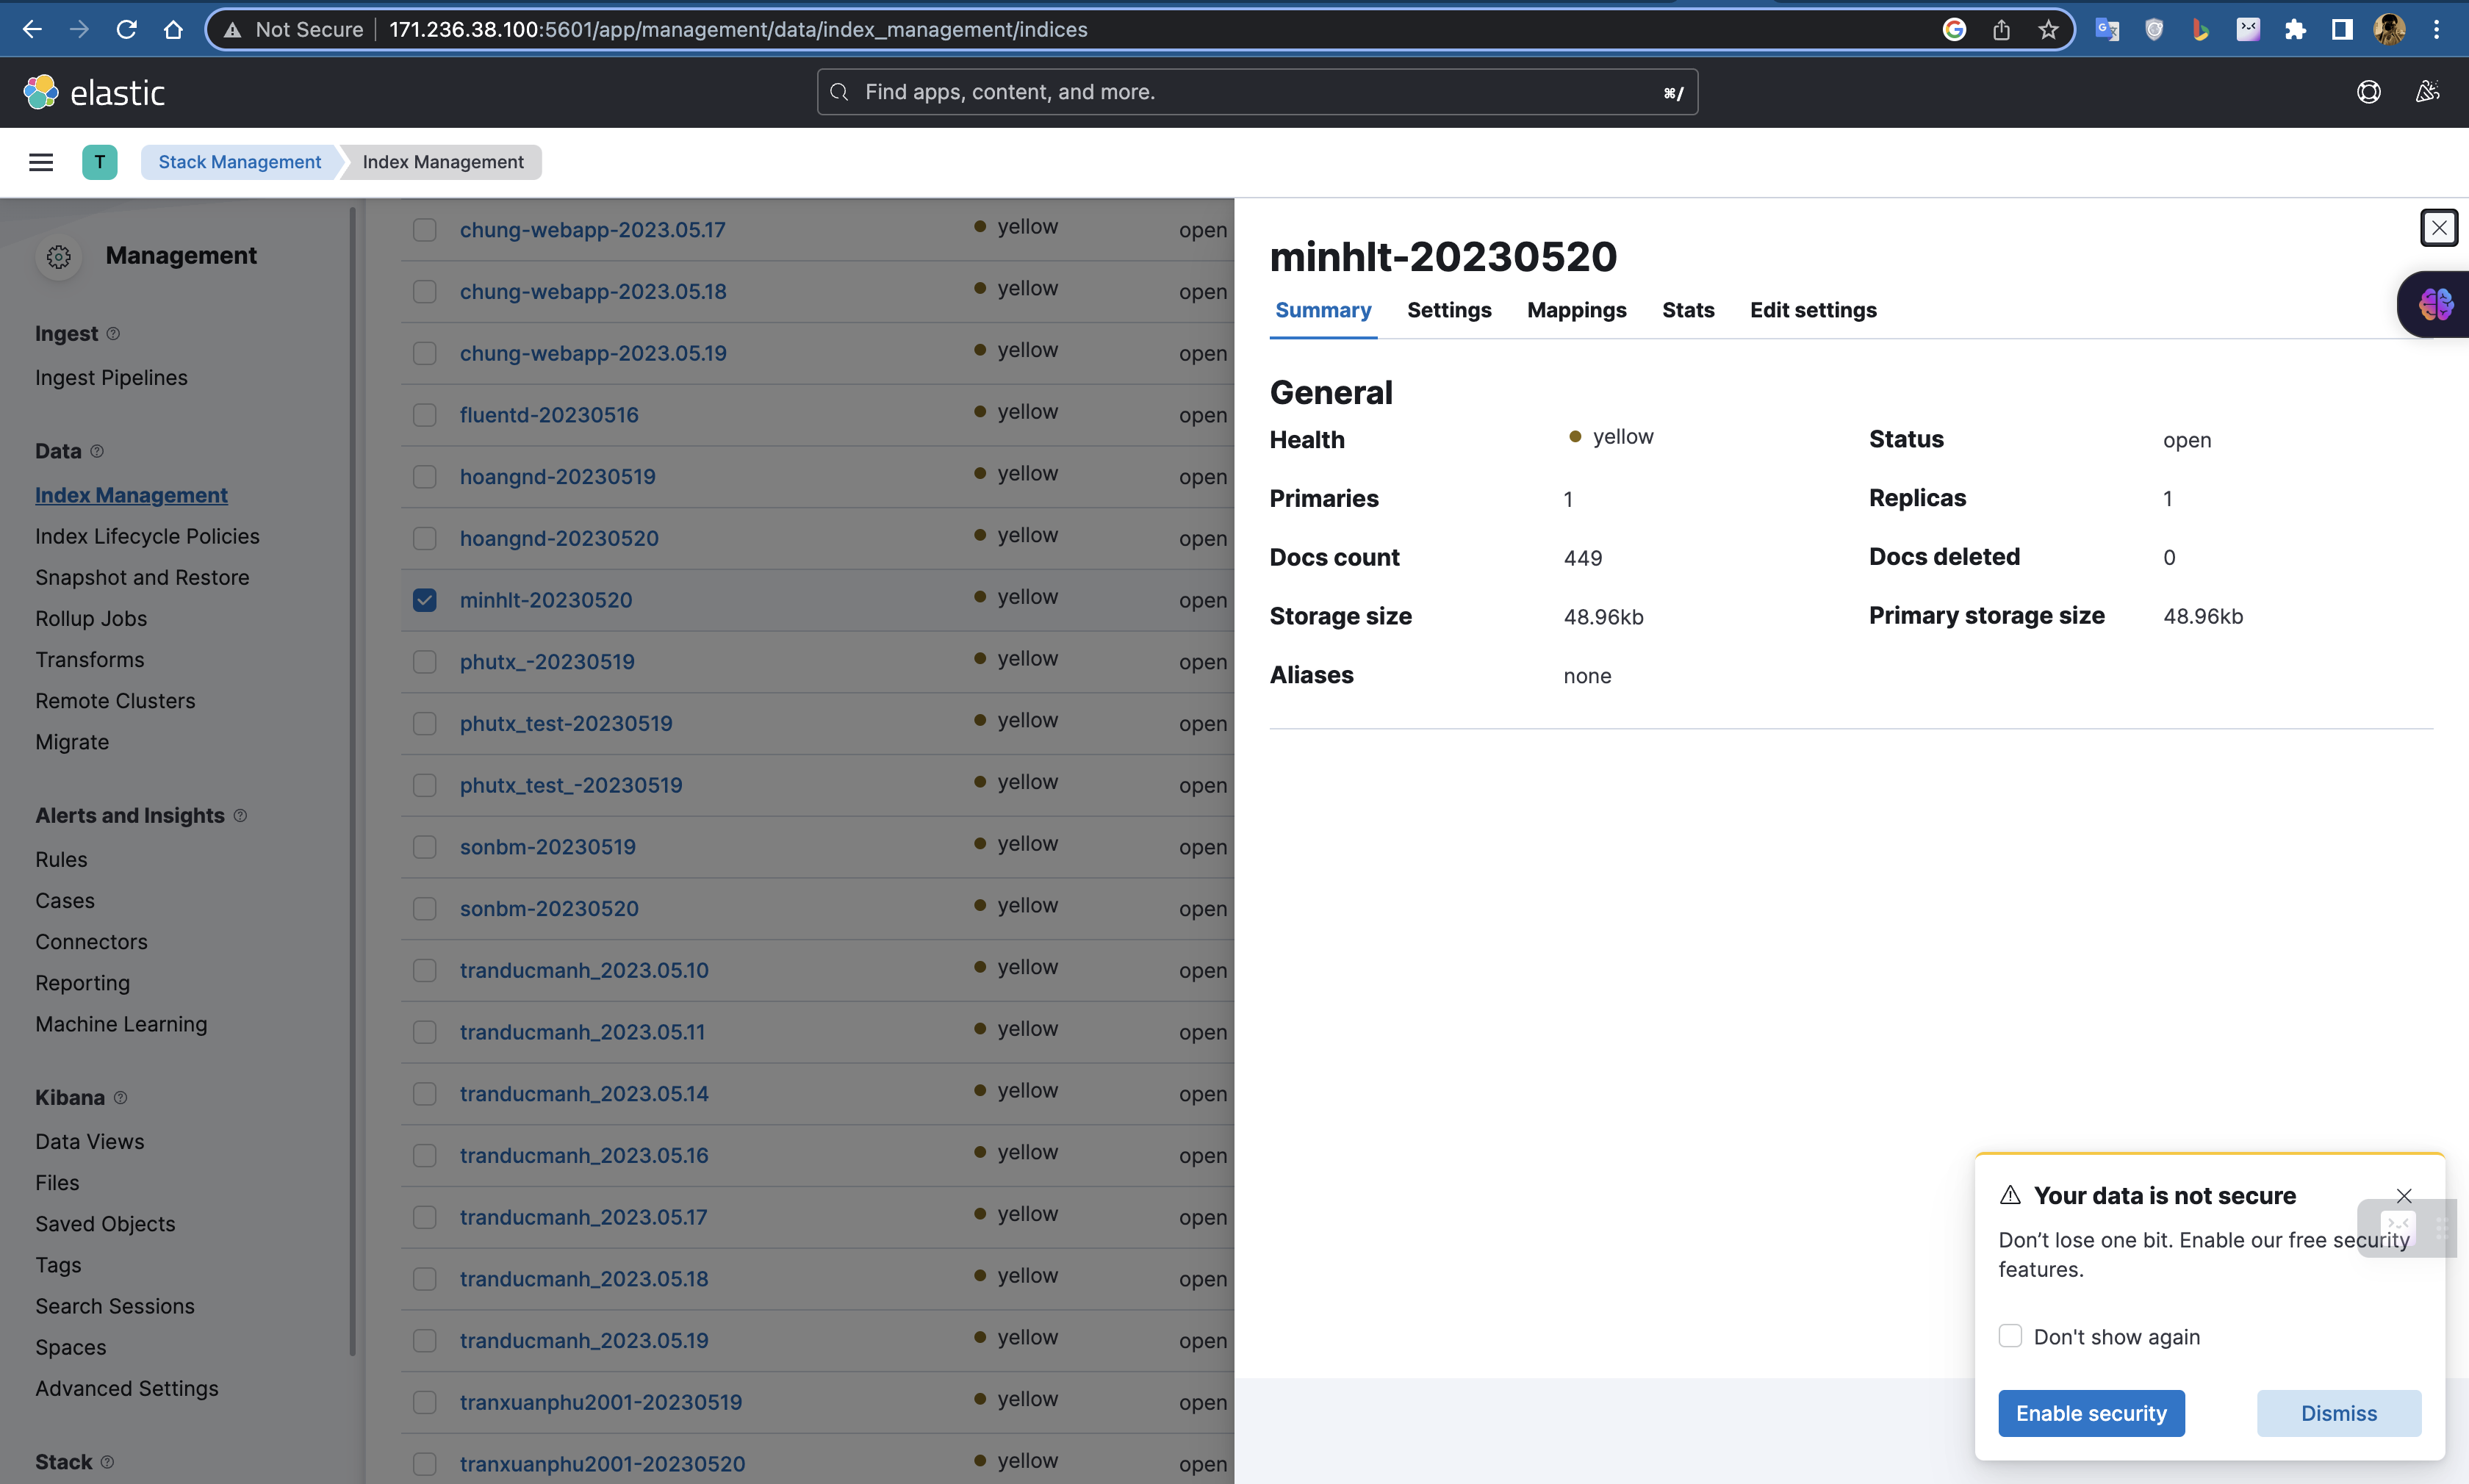 Not Secure 171.236.38.100:5601/app/management/data/index_management/indices
elastic
Find apps, content, and more.
⌘/
T
Stack Management
Index Management
Management
Ingest
Ingest Pipelines
Data
Index Management
Index Lifecycle Policies
Snapshot and Restore
Rollup Jobs
Transforms
Remote Clusters
Migrate
Alerts and Insights
Rules
Cases
Connectors
Reporting
Machine Learning
Kibana
Data Views
Files
Saved Objects
Tags
Search Sessions
Spaces
Advanced Settings
Stack
chung-webapp-2023.05.17 yellow open
chung-webapp-2023.05.18 yellow open
chung-webapp-2023.05.19 yellow open
fluentd-20230516 yellow open
hoangnd-20230519 yellow open
hoangnd-20230520 yellow open
minhlt-20230520 yellow open
phutx_-20230519 yellow open
phutx_test-20230519 yellow open
phutx_test_-20230519 yellow open
sonbm-20230519 yellow open
sonbm-20230520 yellow open
tranducmanh_2023.05.10 yellow open
tranducmanh_2023.05.11 yellow open
tranducmanh_2023.05.14 yellow open
tranducmanh_2023.05.16 yellow open
tranducmanh_2023.05.17 yellow open
tranducmanh_2023.05.18 yellow open
tranducmanh_2023.05.19 yellow open
tranxuanphu2001-20230519 yellow open
tranxuanphu2001-20230520 yellow open
minhlt-20230520
Summary Settings Mappings Stats Edit settings
General
Health yellow Status open
Primaries 1 Replicas 1
Docs count 449 Docs deleted 0
Storage size 48.96kb Primary storage size 48.96kb
Aliases none
Your data is not secure
Don’t lose one bit. Enable our free security
features.
Don't show again
Enable security
Dismiss